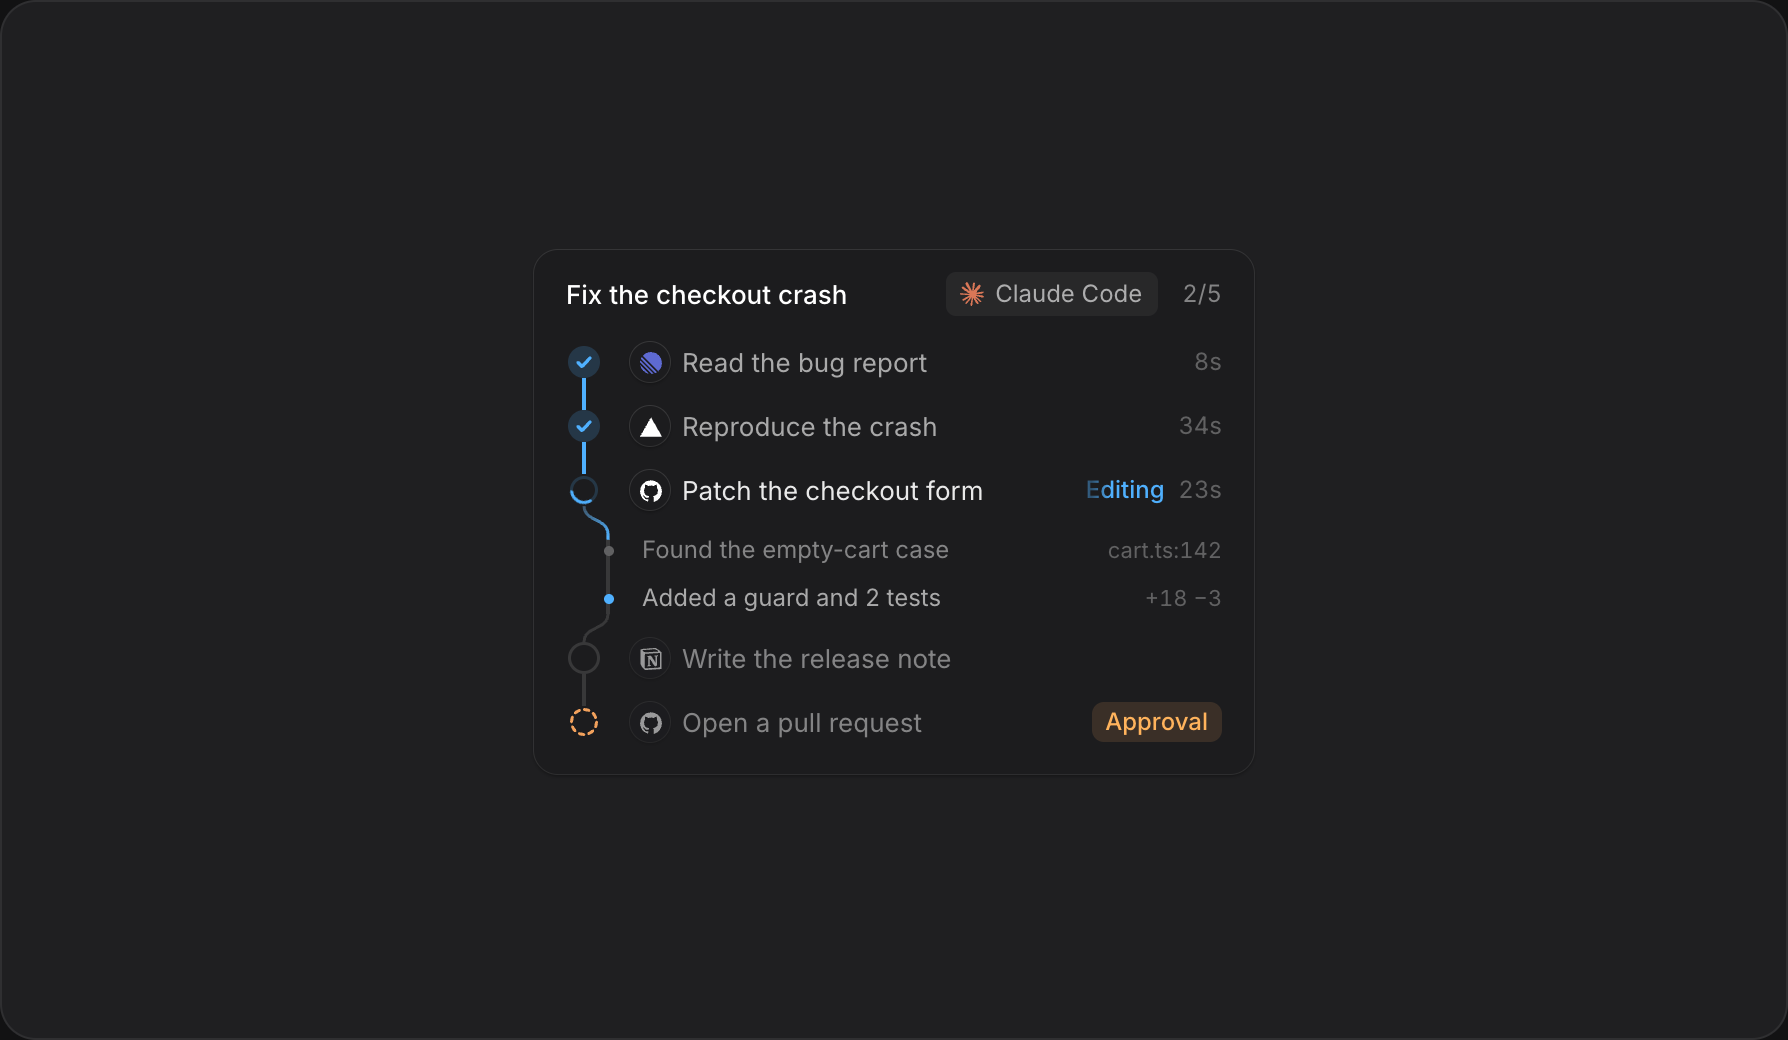 Fix the checkout crash Claude Code 2/5
Read the bug report 8s
Reproduce the crash 34s
Patch the checkout form Editing 23s
Found the empty-cart case cart.ts:142
Added a guard and 2 tests +18 −3
Write the release note
Open a pull request Approval